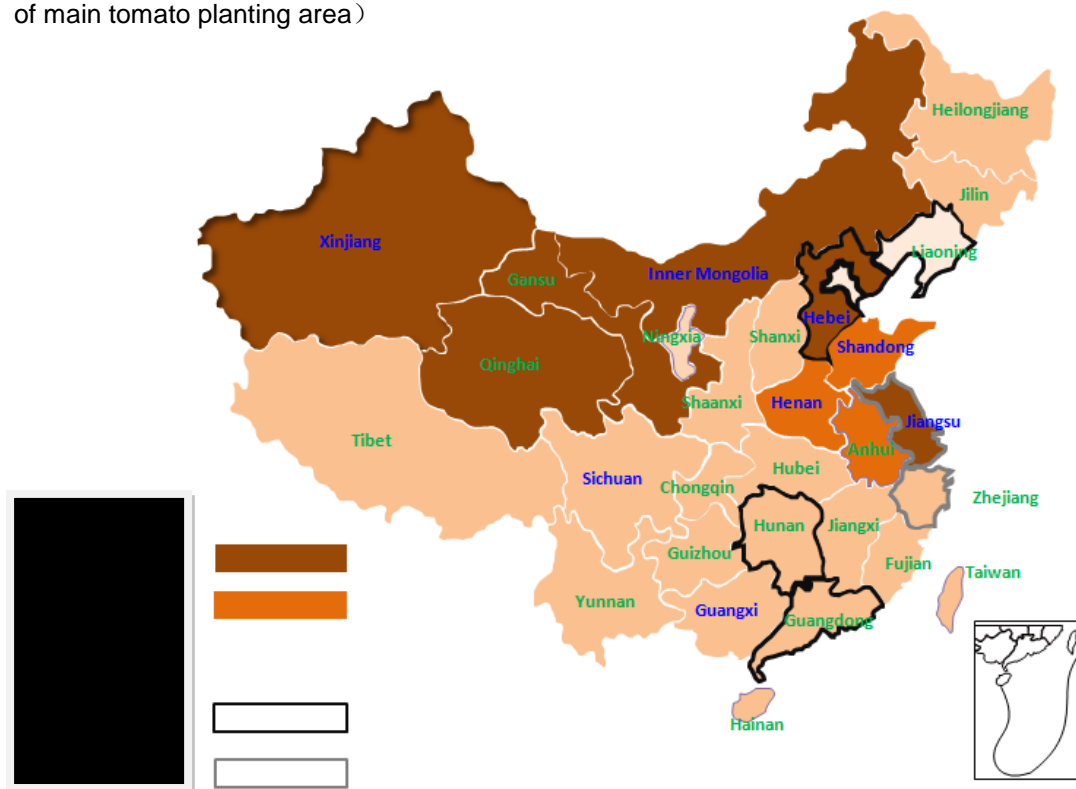 of main tomato planting area）
Heilongjiang
Jilin
Liaoning
Xinjiang
Gansu
Inner Mongolia
Hebei
Ningxia
Shanxi
Shandong
Qinghai
Shaanxi
Henan
Jiangsu
Tibet
Anhui
Sichuan
Hubei
Chongqin
Zhejiang
Hunan
Jiangxi
Guizhou
Fujian
Taiwan
Yunnan
Guangxi
Guangdong
Hainan